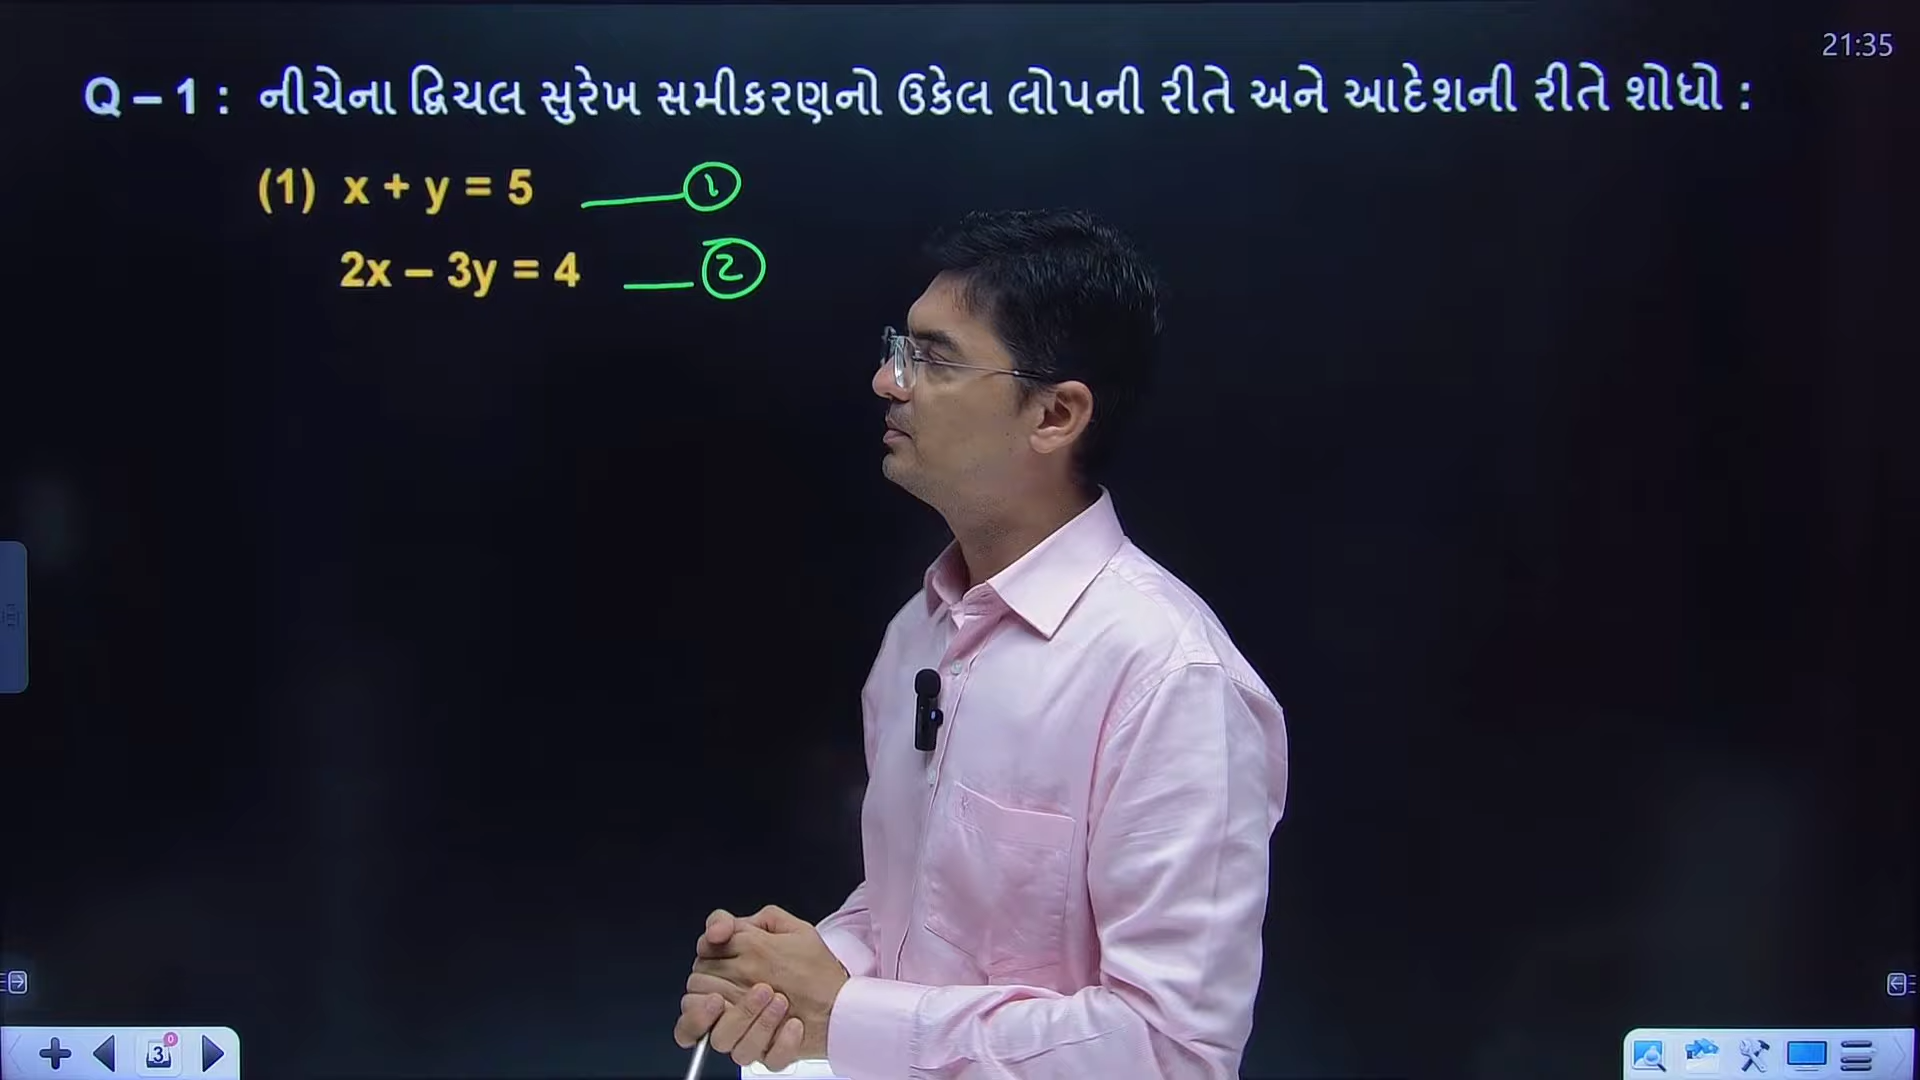 21:35
Q – 1 : નીચેના દ્વિચલ સુરેખ સમીકરણનો ઉકેલ લોપની રીતે અને આદેશની રીતે શોધો :
(1) x + y = 5 ——— ①
2x – 3y = 4 —— ②
3
0